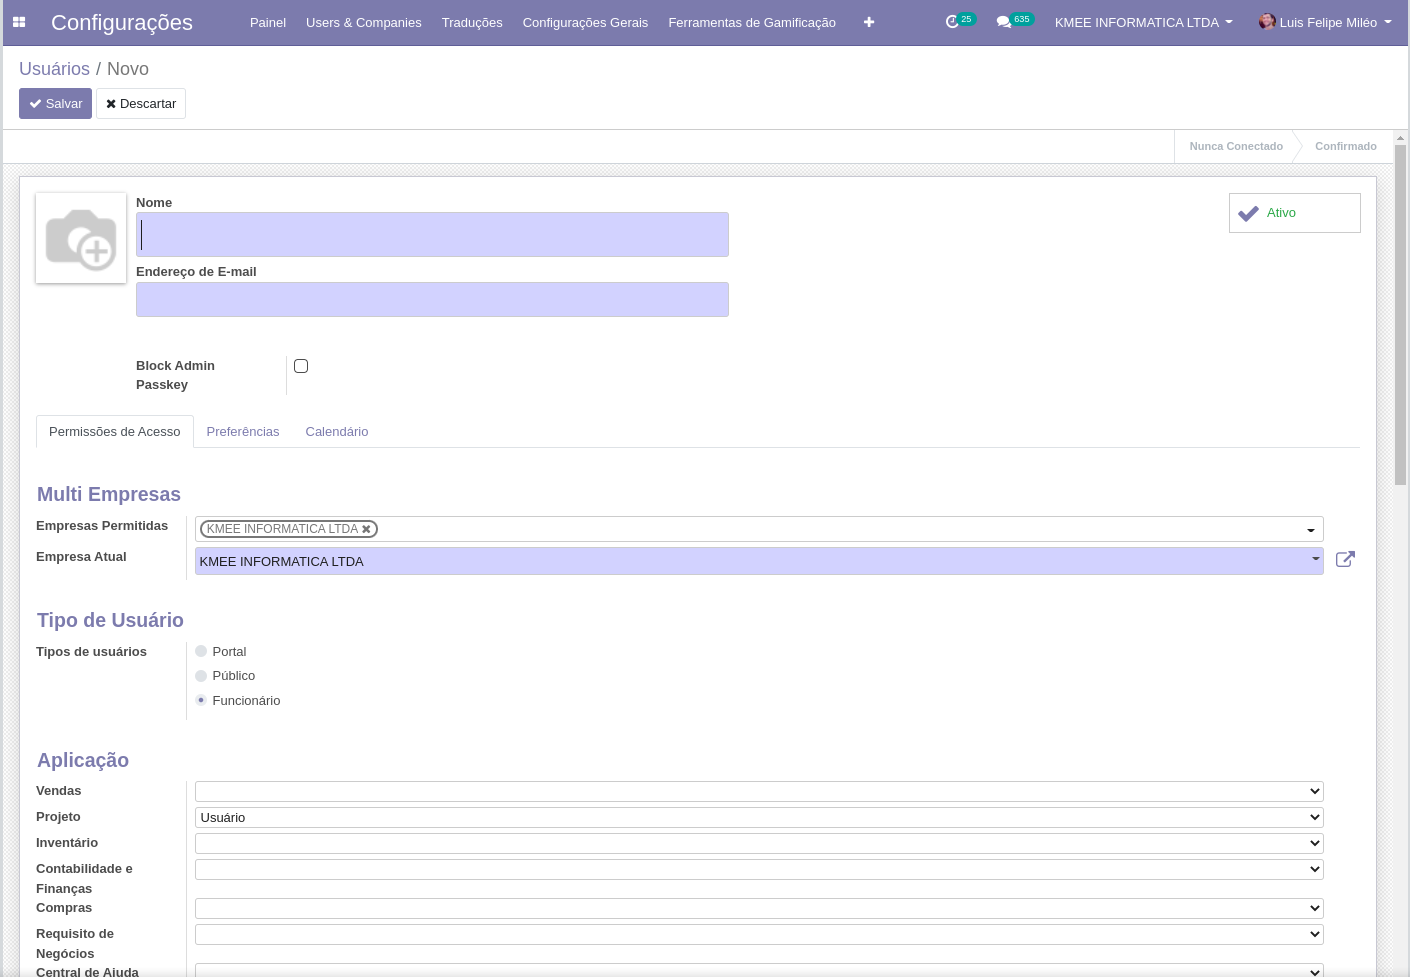 Configurações Painel Users & Companies Traduções Configurações Gerais Ferramentas de Gamificação 25 635 KMEE INFORMATICA LTDA Luis Felipe Miléo
Usuários / Novo
Salvar Descartar
Nunca Conectado Confirmado
Nome
Ativo
Endereço de E-mail
Block Admin
Passkey
Permissões de Acesso Preferências Calendário
Multi Empresas
Empresas Permitidas KMEE INFORMATICA LTDA
Empresa Atual KMEE INFORMATICA LTDA
Tipo de Usuário
Tipos de usuários Portal
Público
Funcionário
Aplicação
Vendas
Projeto Usuário
Inventário
Contabilidade e
Finanças
Compras
Requisito de
Negócios
Central de Ajuda